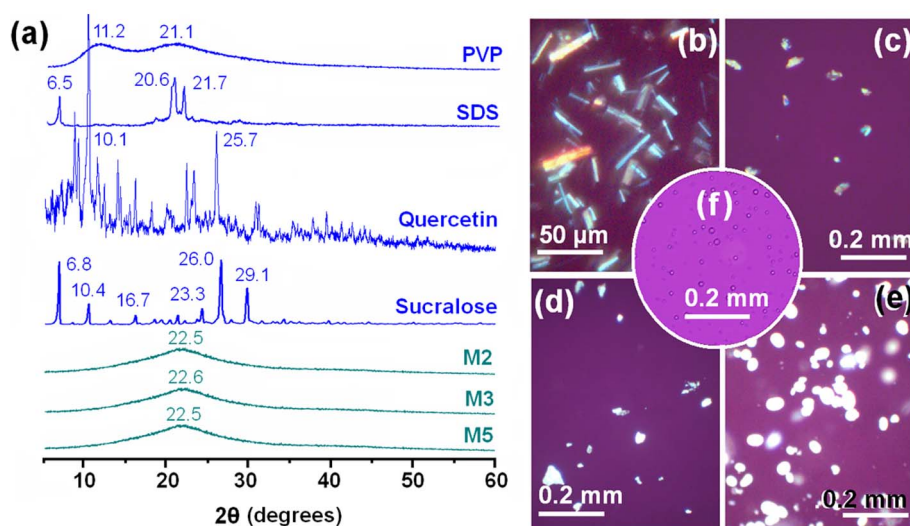 (a)
11.2 21.1
PVP
6.5 20.6 21.7
SDS
10.1 25.7
Quercetin
6.8 10.4 16.7 23.3 26.0 29.1
Sucralose
22.5
M2
22.6
M3
22.5
M5
10 20 30 40 50 60
2θ (degrees)
(b)
50 µm
(c)
0.2 mm
(f)
0.2 mm
(d)
0.2 mm
(e)
0.2 mm